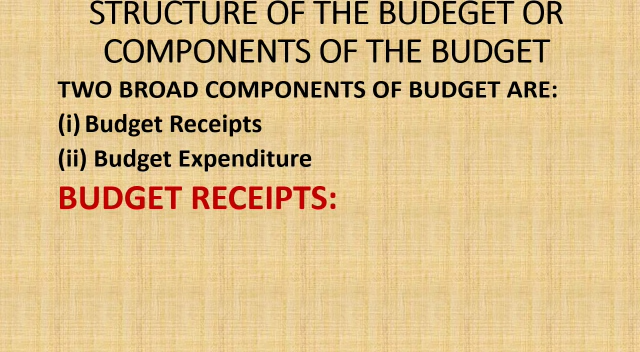 STRUCTURE OF THE BUDEGET OR
COMPONENTS OF THE BUDGET
TWO BROAD COMPONENTS OF BUDGET ARE:
(i) Budget Receipts
(ii) Budget Expenditure
BUDGET RECEIPTS: